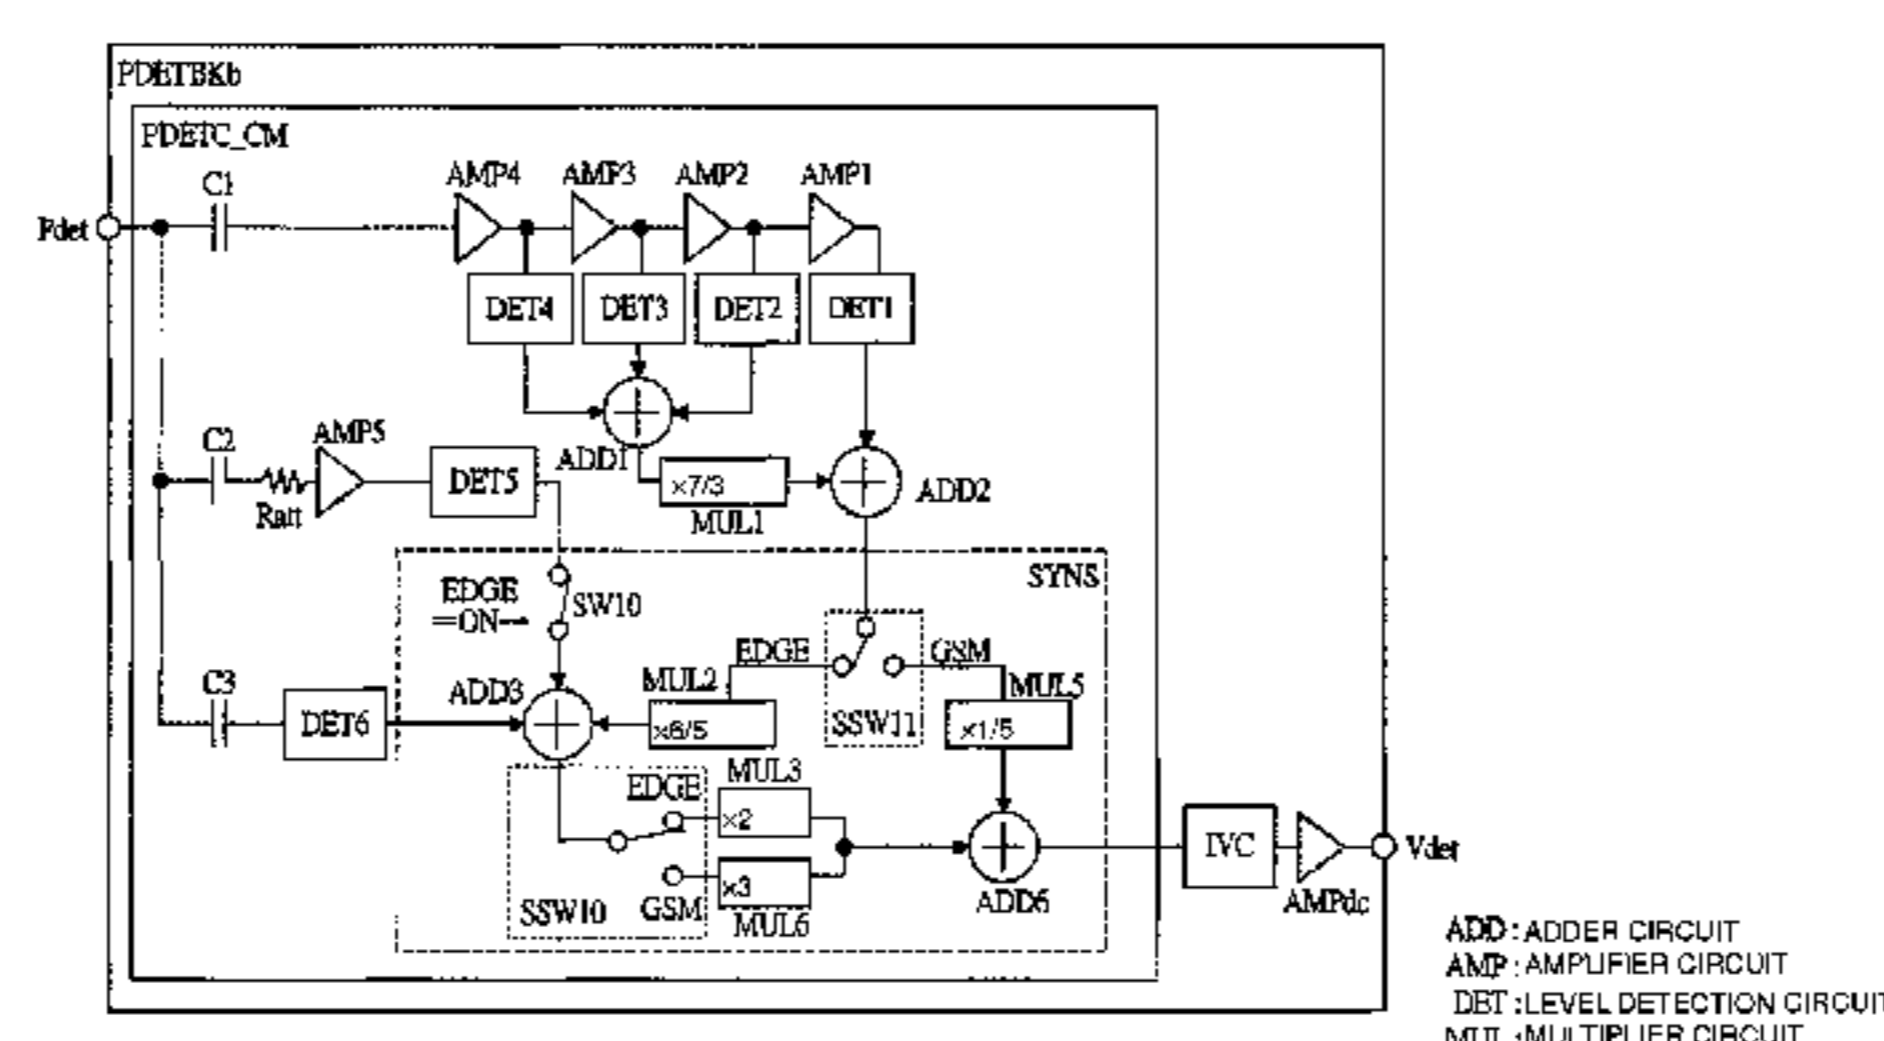 PDETBKb
PDETC_CM
C1
AMP4
AMP3
AMP2
AMP1
Pdet
DET4
DET3
DET2
DET1
C2
AMP5
Ratt
DET5
ADD1
×7/3
MUL1
ADD2
SYNS
EDGE
=ON→
SW10
EDGE
GSM
C3
DET6
ADD3
MUL2
×6/5
SSW11
MUL5
×1/5
EDGE
MUL3
×2
×3
SSW10
GSM
MUL6
ADD6
IVC
AMPdc
Vdet
ADD : ADDER CIRCUIT
AMP : AMPLIFIER CIRCUIT
DET : LEVEL DETECTION CIRCUIT
MUL : MULTIPLIER CIRCUIT